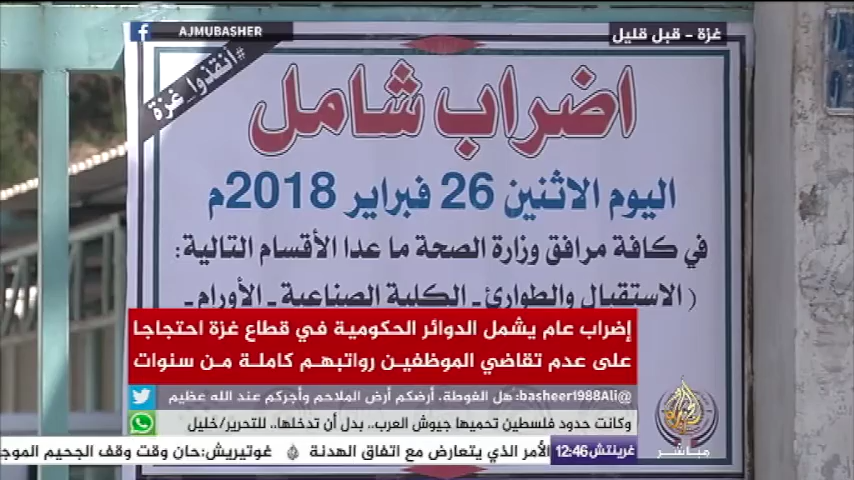 AJMUBASHER
غزة - قبل قليل
#أنقذوا_غزة
اضراب شامل
اليوم الاثنين 26 فبراير 2018م
في كافة مرافق وزارة الصحة ما عدا الأقسام التالية:
( الاستقبال والطوارئ - الكلية الصناعية - الأورام -
إضراب عام يشمل الدوائر الحكومية في قطاع غزة احتجاجا
على عدم تقاضي الموظفين رواتبهم كاملة من سنوات
@basheer1988Ali: هل الغوطة. أرضكم أرض الملاحم وأجركم عند الله عظيم
وكانت حدود فلسطين تحميها جيوش العرب.. بدل أن تدخلها.. للتحرير/خليل
غرينتش 12:46 الأمر الذي يتعارض مع اتفاق الهدنة غوتيريش: حان وقت وقف الجحيم الموج
مباشر